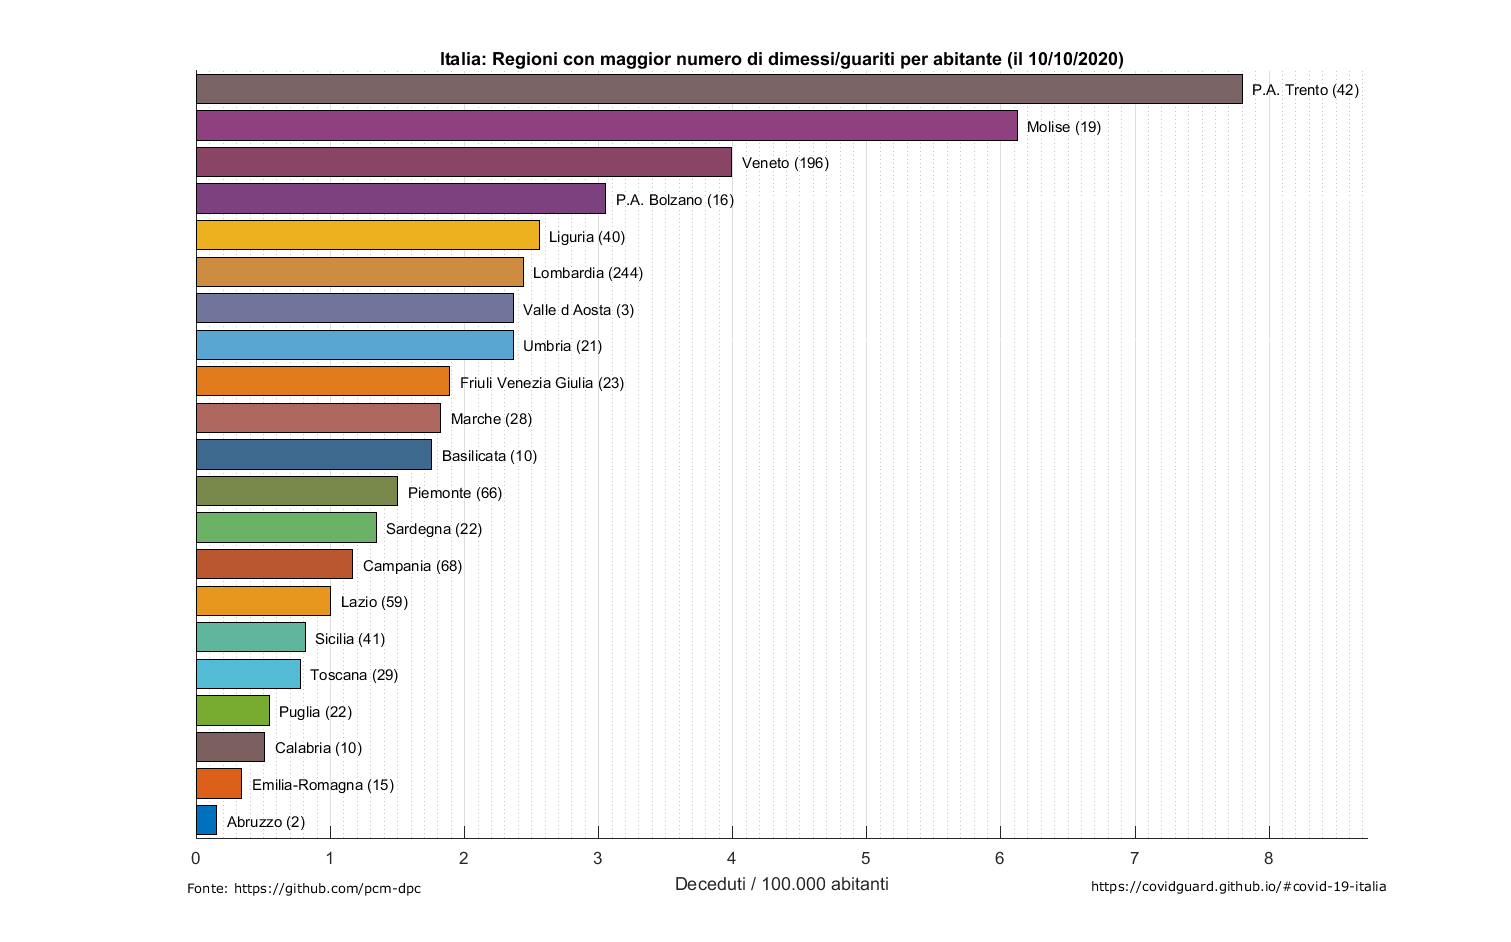 Italia: Regioni con maggior numero di dimessi/guariti per abitante (il 10/10/2020)
P.A. Trento (42)
Molise (19)
Veneto (196)
P.A. Bolzano (16)
Liguria (40)
Lombardia (244)
Valle d Aosta (3)
Umbria (21)
Friuli Venezia Giulia (23)
Marche (28)
Basilicata (10)
Piemonte (66)
Sardegna (22)
Campania (68)
Lazio (59)
Sicilia (41)
Toscana (29)
Puglia (22)
Calabria (10)
Emilia-Romagna (15)
Abruzzo (2)
0 1 2 3 4 5 6 7 8
Deceduti / 100.000 abitanti
Fonte: https://github.com/pcm-dpc
https://covidguard.github.io/#covid-19-italia